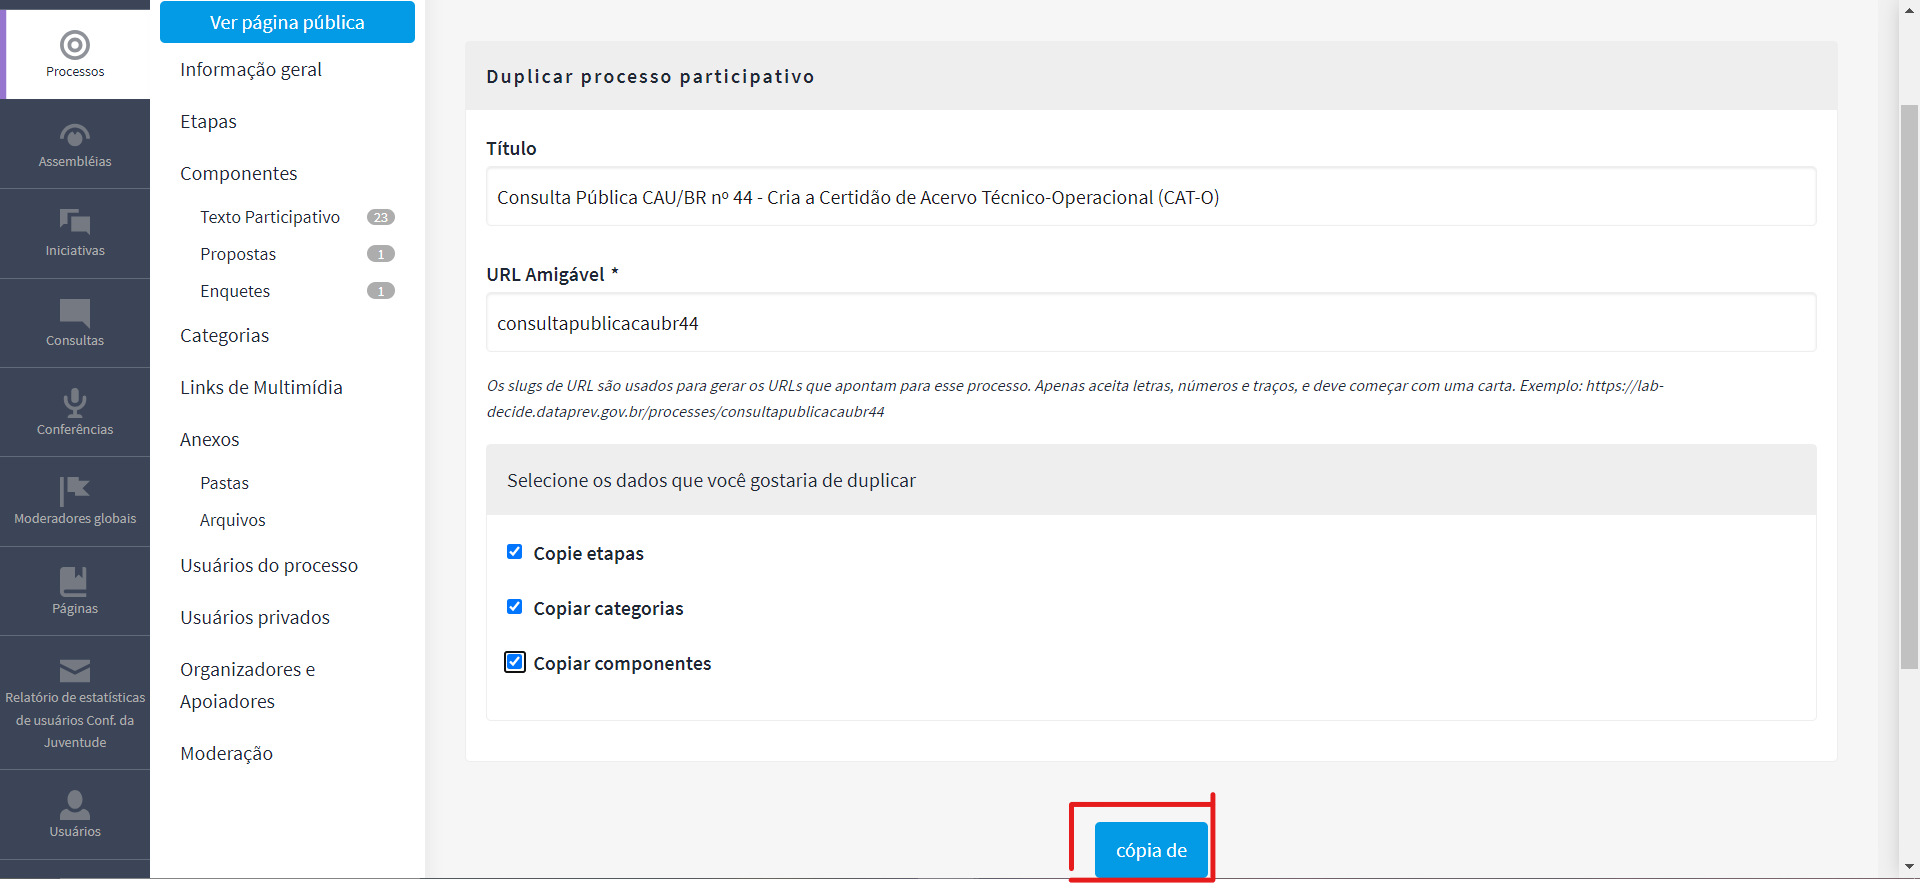 Processos
Assembléias
Iniciativas
Consultas
Conferências
Moderadores globais
Páginas
Relatório de estatísticas
de usuários Conf. da
Juventude
Usuários
Ver página pública
Informação geral
Etapas
Componentes
Texto Participativo 23
Propostas 1
Enquetes 1
Categorias
Links de Multimídia
Anexos
Pastas
Arquivos
Usuários do processo
Usuários privados
Organizadores e
Apoiadores
Moderação
Duplicar processo participativo
Título
Consulta Pública CAU/BR nº 44 - Cria a Certidão de Acervo Técnico-Operacional (CAT-O)
URL Amigável *
consultapublicacaubr44
Os slugs de URL são usados para gerar os URLs que apontam para esse processo. Apenas aceita letras, números e traços, e deve começar com uma carta. Exemplo: https://lab-
decide.dataprev.gov.br/processes/consultapublicacaubr44
Selecione os dados que você gostaria de duplicar
Copie etapas
Copiar categorias
Copiar componentes
cópia de